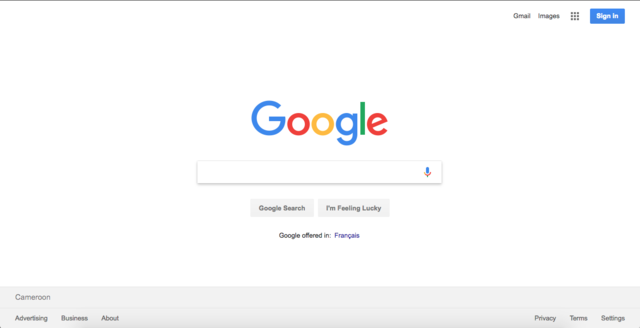 Gmail Images Sign in
Google
Google Search I'm Feeling Lucky
Google offered in: Français
Cameroon
Advertising Business About Privacy Terms Settings